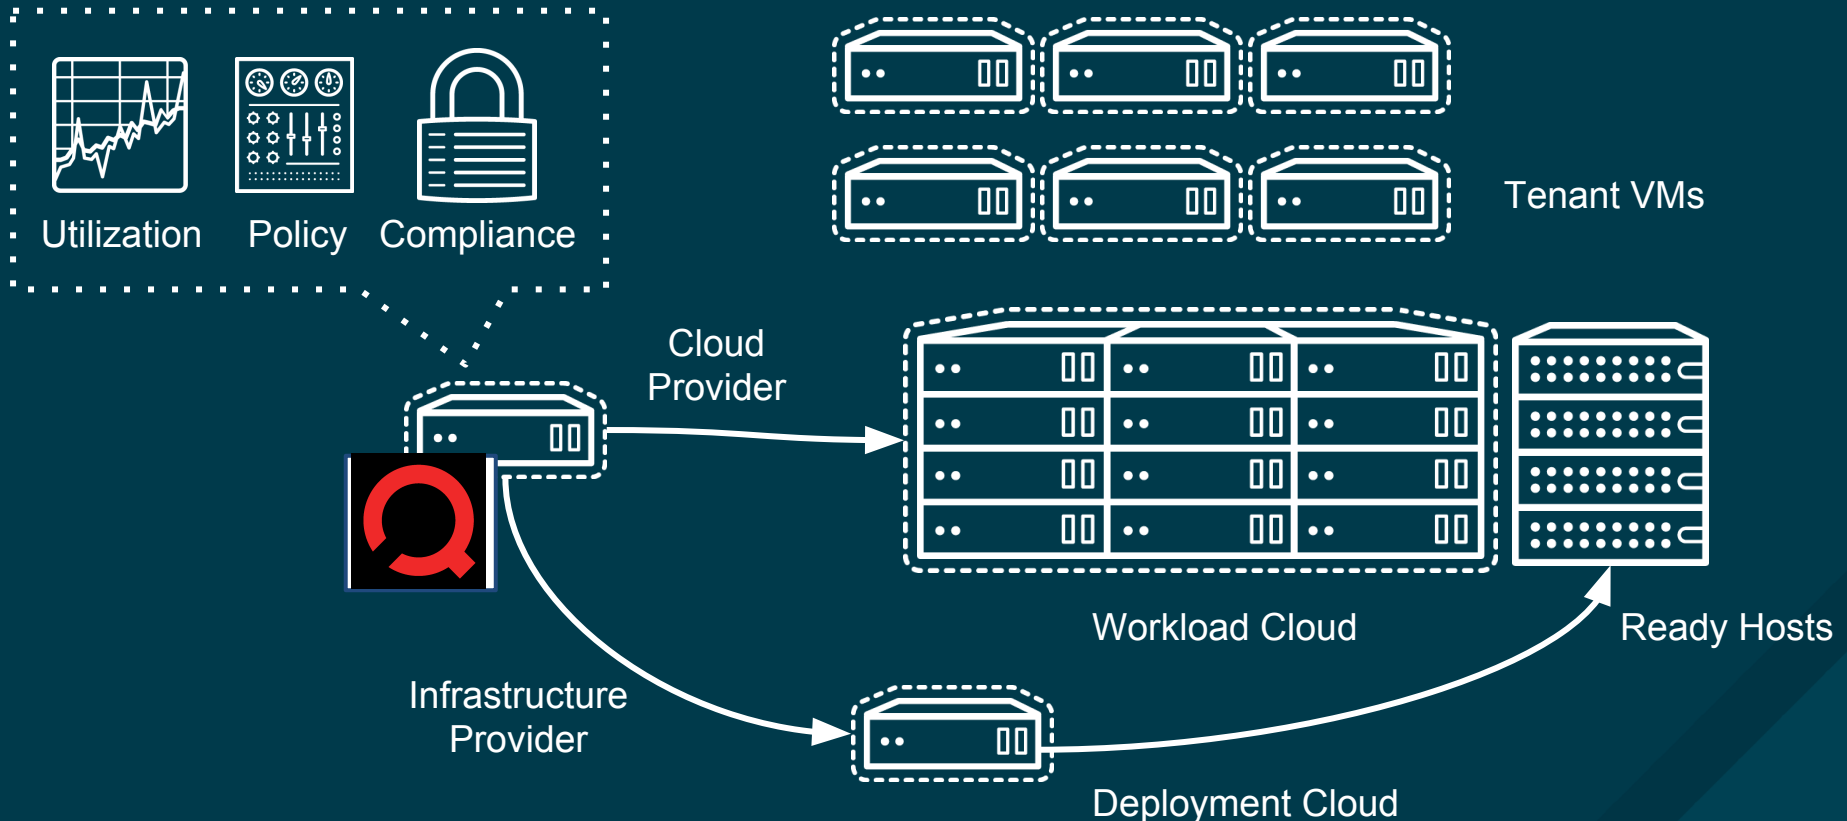 Utilization
Policy
Compliance
Tenant VMs
Cloud
Provider
Workload Cloud
Ready Hosts
Infrastructure
Provider
Deployment Cloud